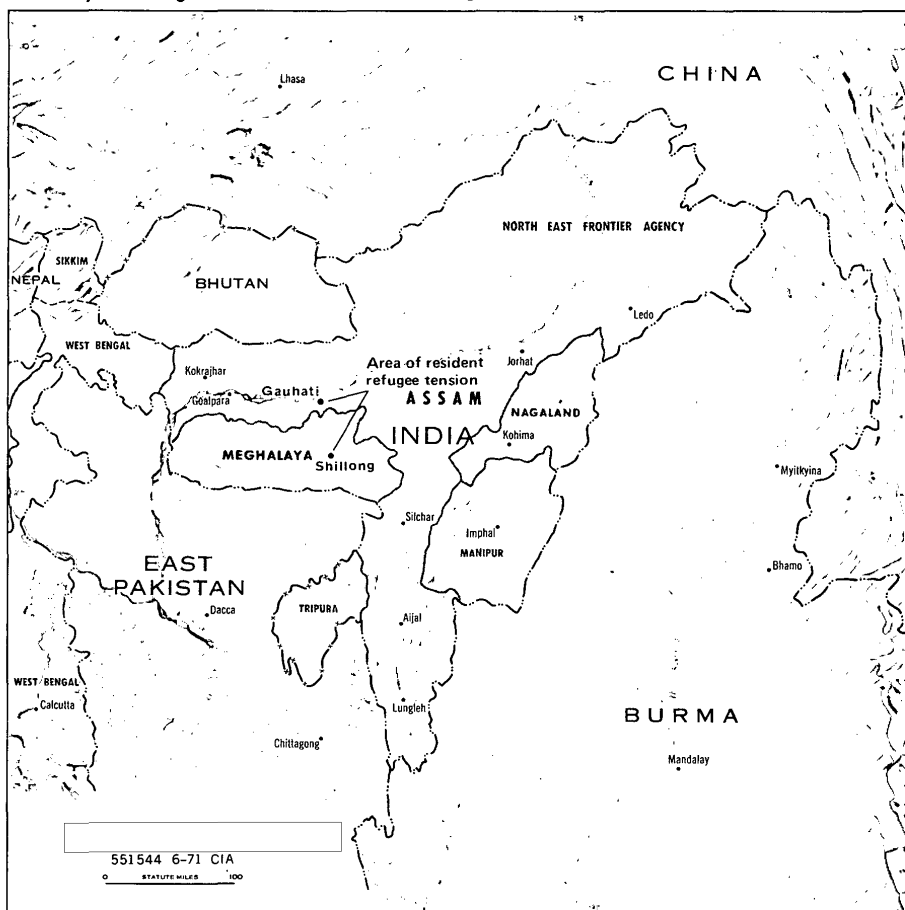 Lhasa
CHINA
NORTH EAST FRONTIER AGENCY
SIKKIM
NEPAL
BHUTAN
Ledo
WEST BENGAL
Jorhat
Area of resident
refugee tension
Kokrajhar
Goalpara
Gauhati
ASSAM
NAGALAND
INDIA
Kohima
MEGHALAYA
Shillong
Myitkyina
Silchar
Imphal
MANIPUR
EAST
PAKISTAN
Bhamo
Dacca
TRIPURA
Aijal
WEST BENGAL
Calcutta
Lungleh
BURMA
Chittagong
Mandalay
551544 6-71 CIA
0 STATUTE MILES 100